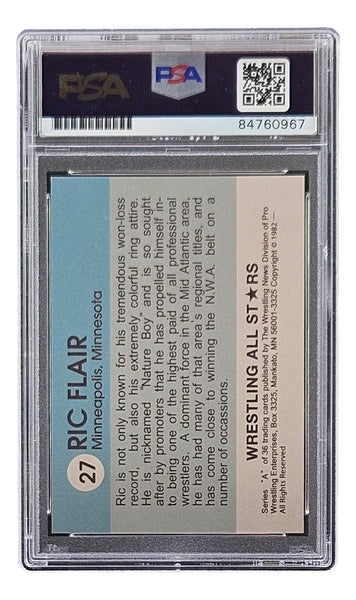 PSA
PSA
84760967
27
RIC FLAIR
Minneapolis, Minnesota
Ric is not only known for his tremendous won-loss
record, but also his extremely colorful ring attire.
He is nicknamed "Nature Boy" and is so sought
after by promoters that he has propelled himself in-
to being one of the highest paid of all professional
wrestlers. A dominant force in the Mid Atlantic area,
he has had many of that area's regional titles, and
has come close to winning the N.W.A. belt on a
number of occassions.
WRESTLING ALL ST★RS
Series "A" of 36 trading cards published by The Wrestling News Division of Pro
Wrestling Enterprises, Box 3325, Mankato, MN 56001-3325 Copyright © 1982 —
All Rights Reserved